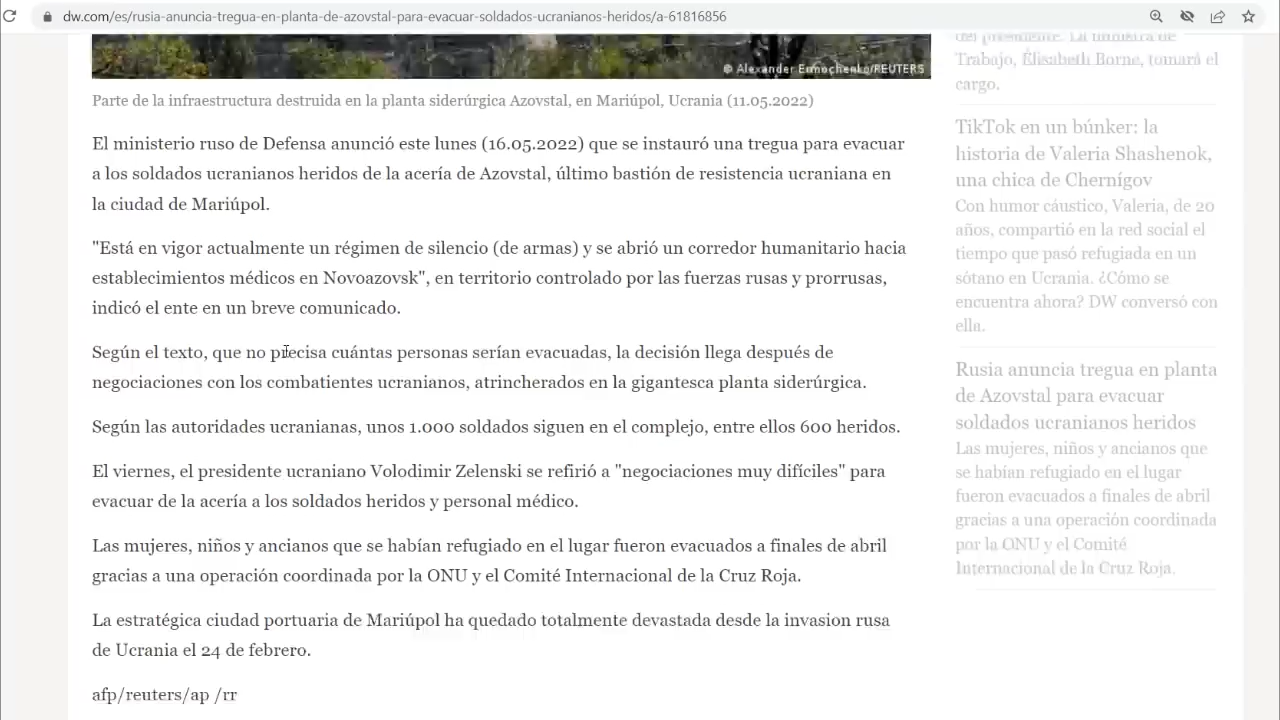 dw.com/es/rusia-anuncia-tregua-en-planta-de-azovstal-para-evacuar-soldados-ucranianos-heridos/a-61816856
© Alexander Ermochenko/REUTERS
Parte de la infraestructura destruida en la planta siderúrgica Azovstal, en Mariúpol, Ucrania (11.05.2022)
El ministerio ruso de Defensa anunció este lunes (16.05.2022) que se instauró una tregua para evacuar
a los soldados ucranianos heridos de la acería de Azovstal, último bastión de resistencia ucraniana en
la ciudad de Mariúpol.
"Está en vigor actualmente un régimen de silencio (de armas) y se abrió un corredor humanitario hacia
establecimientos médicos en Novoazovsk", en territorio controlado por las fuerzas rusas y prorrusas,
indicó el ente en un breve comunicado.
Según el texto, que no precisa cuántas personas serían evacuadas, la decisión llega después de
negociaciones con los combatientes ucranianos, atrincherados en la gigantesca planta siderúrgica.
Según las autoridades ucranianas, unos 1.000 soldados siguen en el complejo, entre ellos 600 heridos.
El viernes, el presidente ucraniano Volodimir Zelenski se refirió a "negociaciones muy difíciles" para
evacuar de la acería a los soldados heridos y personal médico.
Las mujeres, niños y ancianos que se habían refugiado en el lugar fueron evacuados a finales de abril
gracias a una operación coordinada por la ONU y el Comité Internacional de la Cruz Roja.
La estratégica ciudad portuaria de Mariúpol ha quedado totalmente devastada desde la invasion rusa
de Ucrania el 24 de febrero.
afp/reuters/ap /rr
del presidente. La ministra de
Trabajo, Élisabeth Borne, tomará el
cargo.
TikTok en un búnker: la
historia de Valeria Shashenok,
una chica de Chernígov
Con humor cáustico, Valeria, de 20
años, compartió en la red social el
tiempo que pasó refugiada en un
sótano en Ucrania. ¿Cómo se
encuentra ahora? DW conversó con
ella.
Rusia anuncia tregua en planta
de Azovstal para evacuar
soldados ucranianos heridos
Las mujeres, niños y ancianos que
se habían refugiado en el lugar
fueron evacuados a finales de abril
gracias a una operación coordinada
por la ONU y el Comité
Internacional de la Cruz Roja.